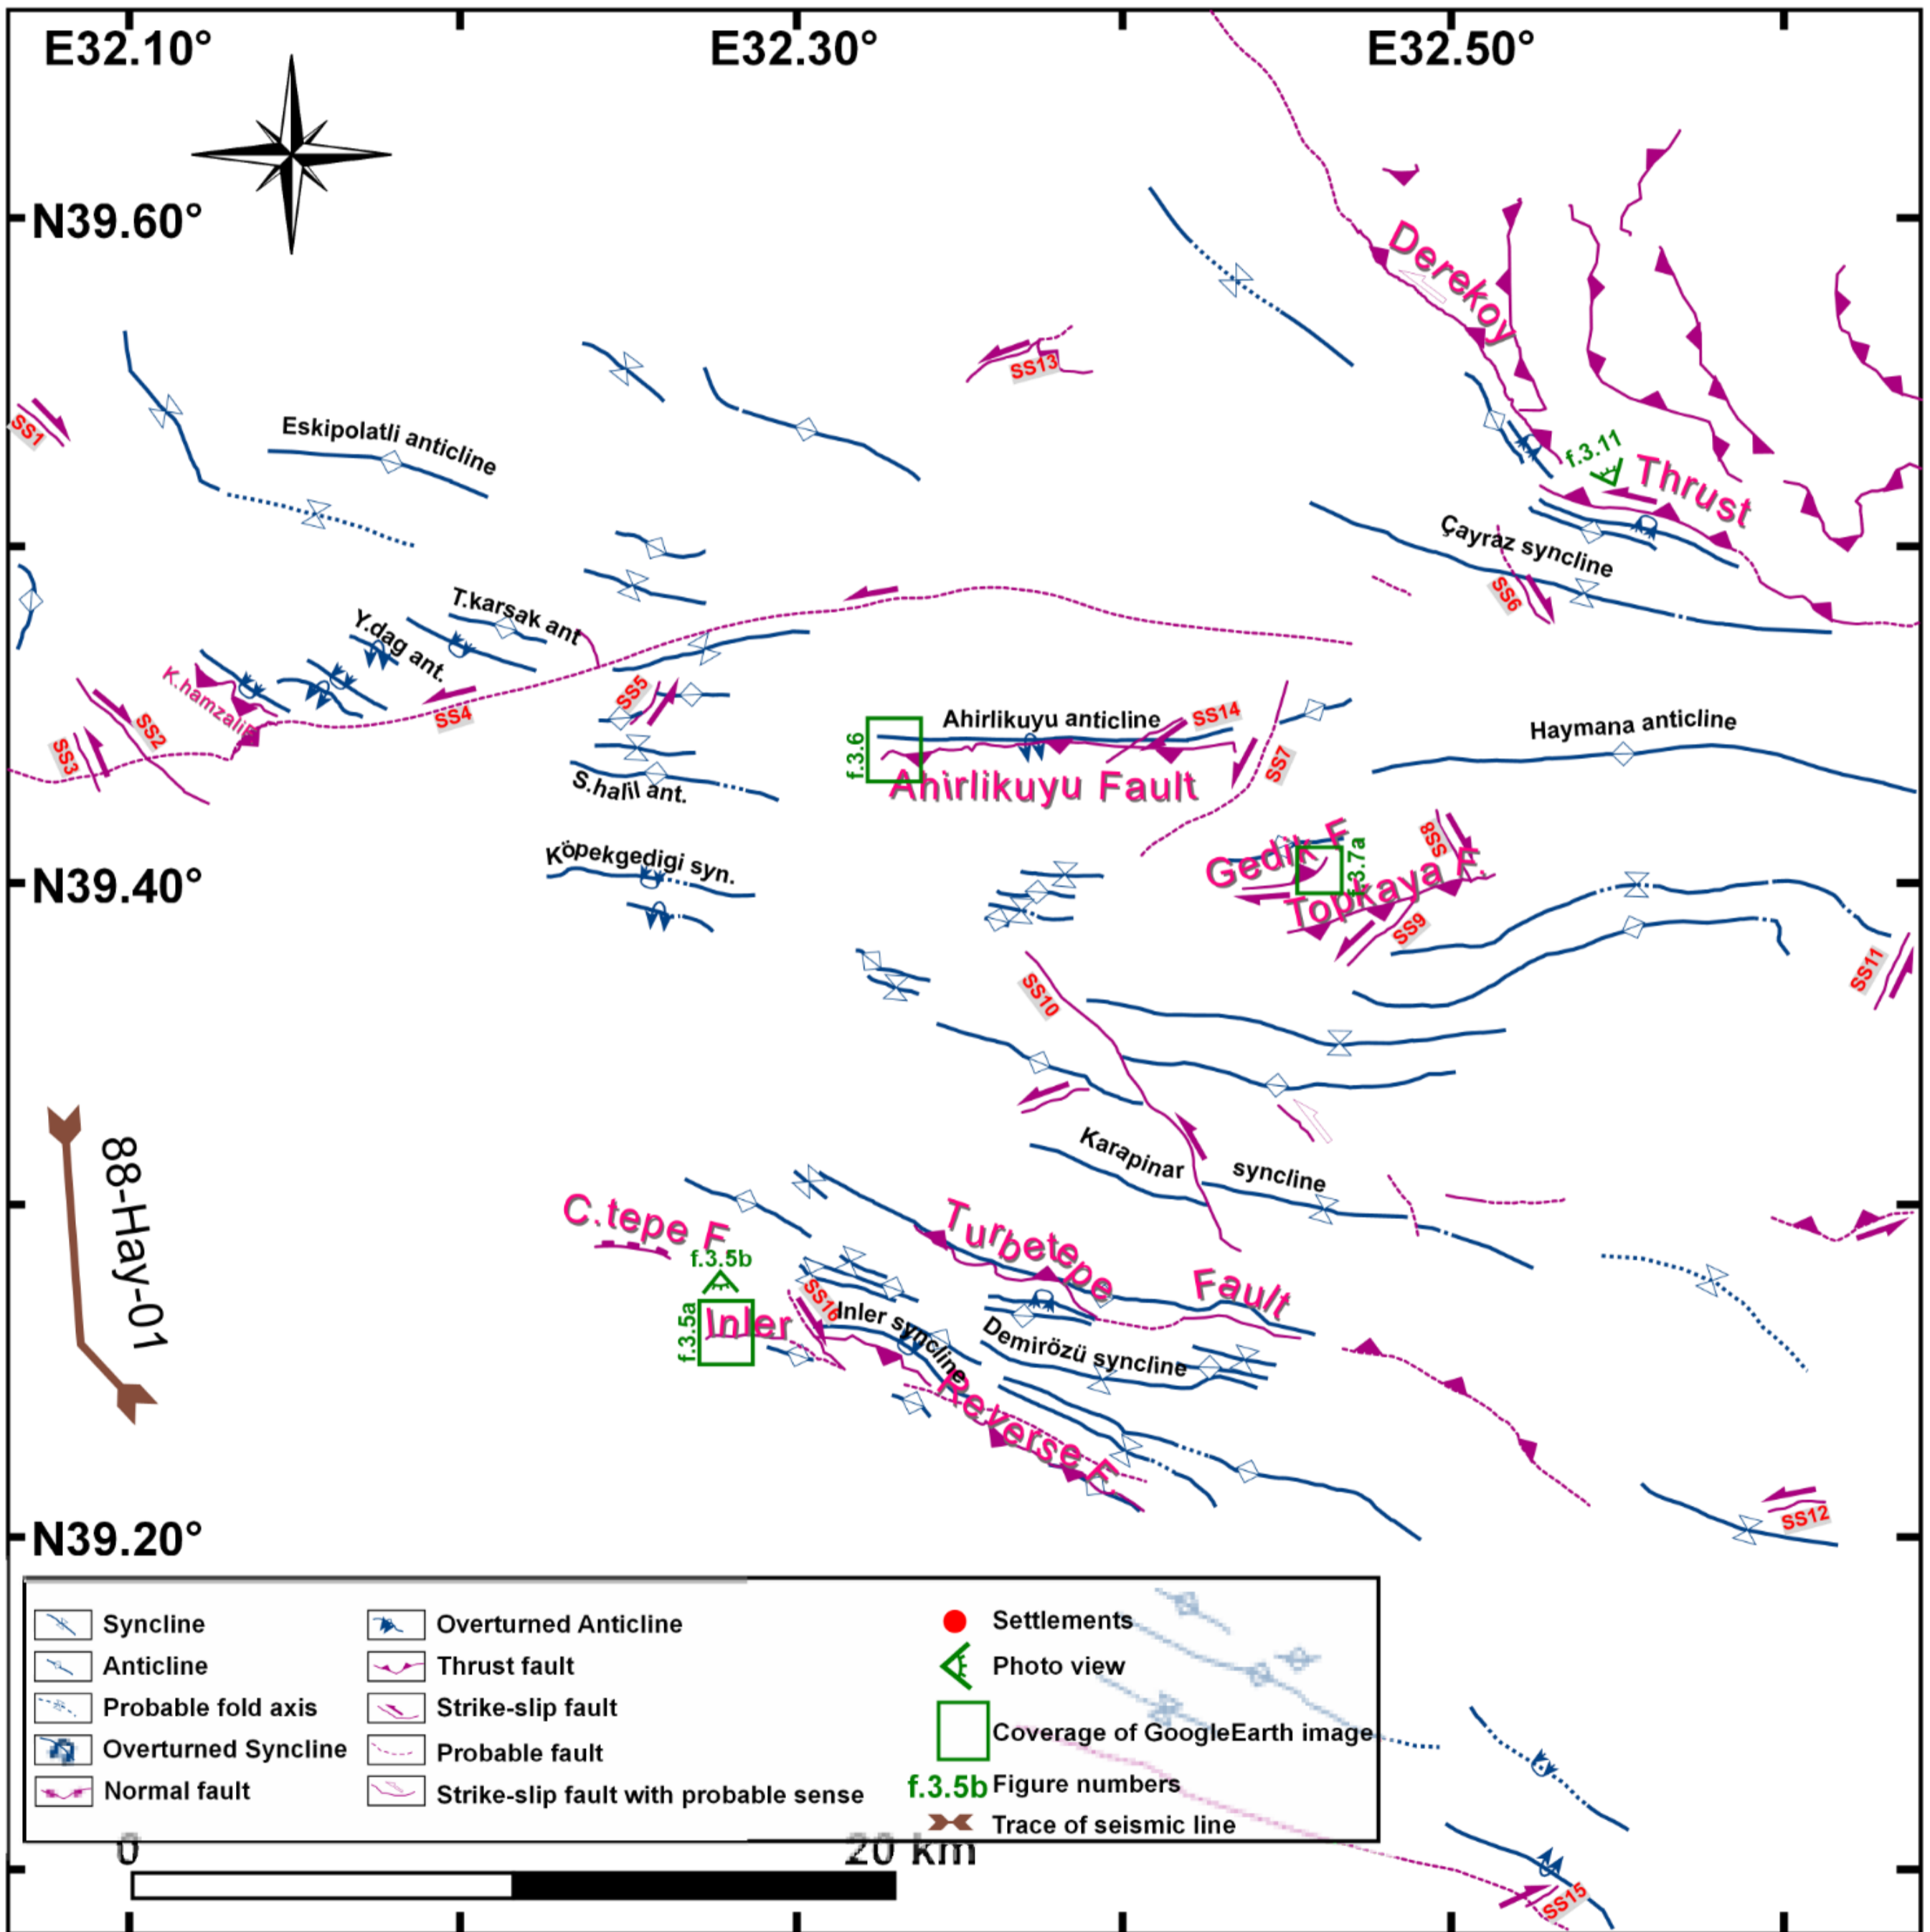 E32.10°
E32.30°
E32.50°
N39.60°
Derekoy
SS13
SS1
Eskipolatli anticline
f.3.11
Thrust
Çayraz syncline
SS6
T.karsak ant
Y.dag ant.
K.hamzalif
SS2
SS3
SS4
SS5
S.halil ant.
f.3.6
Ahirlikuyu anticline
SS14
Ahirlikuyu Fault
SS7
Haymana anticline
Köpekgedigi syn.
N39.40°
Gedik F
f.3.7a
SS8
Topkaya F
SS9
SS11
SS10
88-Hay-01
Karapinar syncline
C.tepe F
f.3.5b
Turbetepe Fault
f.3.5a
Inler
SS16
Inler syncline
Demirözü syncline
Reverse F.
N39.20°
SS12
Syncline
Anticline
Probable fold axis
Overturned Syncline
Normal fault
Overturned Anticline
Thrust fault
Strike-slip fault
Probable fault
Strike-slip fault with probable sense
Settlements
Photo view
Coverage of GoogleEarth image
f.3.5b Figure numbers
Trace of seismic line
0 20 km
SS15